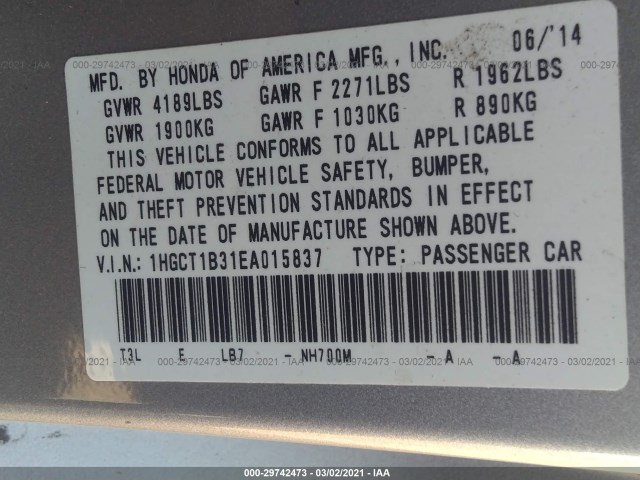 MFD. BY HONDA OF AMERICA MFG., INC. 06/'14
GVWR 4189LBS GAWR F 2271LBS R 1962LBS
GVWR 1900KG GAWR F 1030KG R 890KG
THIS VEHICLE CONFORMS TO ALL APPLICABLE
FEDERAL MOTOR VEHICLE SAFETY, BUMPER,
AND THEFT PREVENTION STANDARDS IN EFFECT
ON THE DATE OF MANUFACTURE SHOWN ABOVE.
V.I.N.: 1HGCT1B31EA015837 TYPE: PASSENGER CAR
T3L E LB7 - NH700M - A - A
000-29742473 - 03/02/2021 - IAA